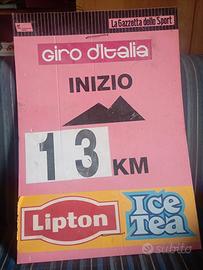 La Gazzetta dello Sport
giro d'Italia
INIZIO
13 KM
Lipton
ICE TEA
subito